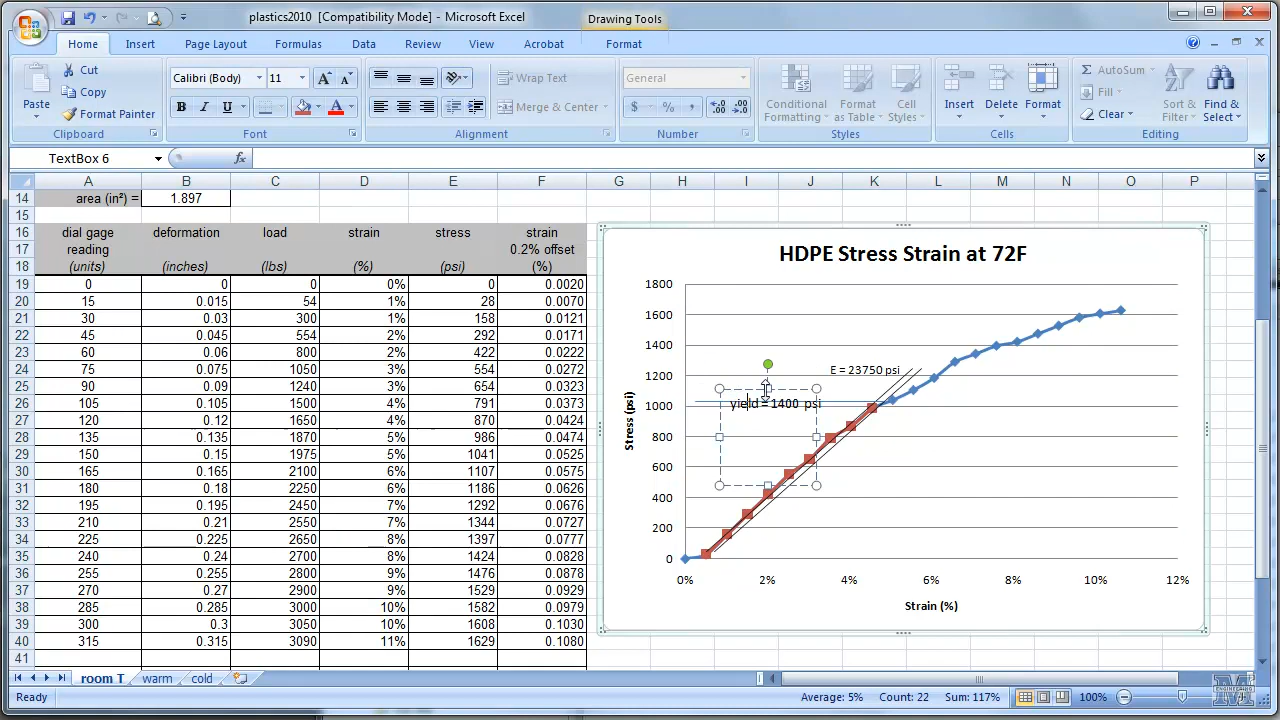 plastics2010 [Compatibility Mode] - Microsoft Excel
Drawing Tools
Home Insert Page Layout Formulas Data Review View Acrobat Format
Paste
Cut
Copy
Format Painter
Clipboard
Calibri (Body) 11
B I U
Font
Wrap Text
Merge & Center
Alignment
General
$ % ,
Number
Conditional Formatting
Format as Table
Cell Styles
Styles
Insert
Delete
Format
Cells
AutoSum
Fill
Clear
Sort & Filter
Find & Select
Editing
TextBox 6
fx
A B C D E F G H I J K L M N O P
14 area (in²) = 1.897
15
16 dial gage deformation load strain stress strain
17 reading 0.2% offset
18 (units) (inches) (lbs) (%) (psi) (%)
19 0 0 0 0% 0 0.0020
20 15 0.015 54 1% 28 0.0070
21 30 0.03 300 1% 158 0.0121
22 45 0.045 554 2% 292 0.0171
23 60 0.06 800 2% 422 0.0222
24 75 0.075 1050 3% 554 0.0272
25 90 0.09 1240 3% 654 0.0323
26 105 0.105 1500 4% 791 0.0373
27 120 0.12 1650 4% 870 0.0424
28 135 0.135 1870 5% 986 0.0474
29 150 0.15 1975 5% 1041 0.0525
30 165 0.165 2100 6% 1107 0.0575
31 180 0.18 2250 6% 1186 0.0626
32 195 0.195 2450 7% 1292 0.0676
33 210 0.21 2550 7% 1344 0.0727
34 225 0.225 2650 8% 1397 0.0777
35 240 0.24 2700 8% 1424 0.0828
36 255 0.255 2800 9% 1476 0.0878
37 270 0.27 2900 9% 1529 0.0929
38 285 0.285 3000 10% 1582 0.0979
39 300 0.3 3050 10% 1608 0.1030
40 315 0.315 3090 11% 1629 0.1080
41
HDPE Stress Strain at 72F
1800
1600
1400
1200
1000
800
600
400
200
0
Stress (psi)
E = 23750 psi
yield = 1400 psi
0% 2% 4% 6% 8% 10% 12%
Strain (%)
room T warm cold
Ready
Average: 5% Count: 22 Sum: 117% 100%